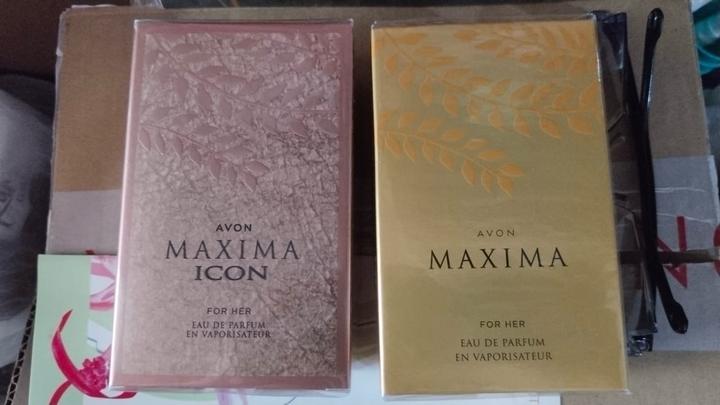 AVON
MAXIMA
ICON
FOR HER
EAU DE PARFUM
EN VAPORISATEUR
AVON
MAXIMA
FOR HER
EAU DE PARFUM
EN VAPORISATEUR